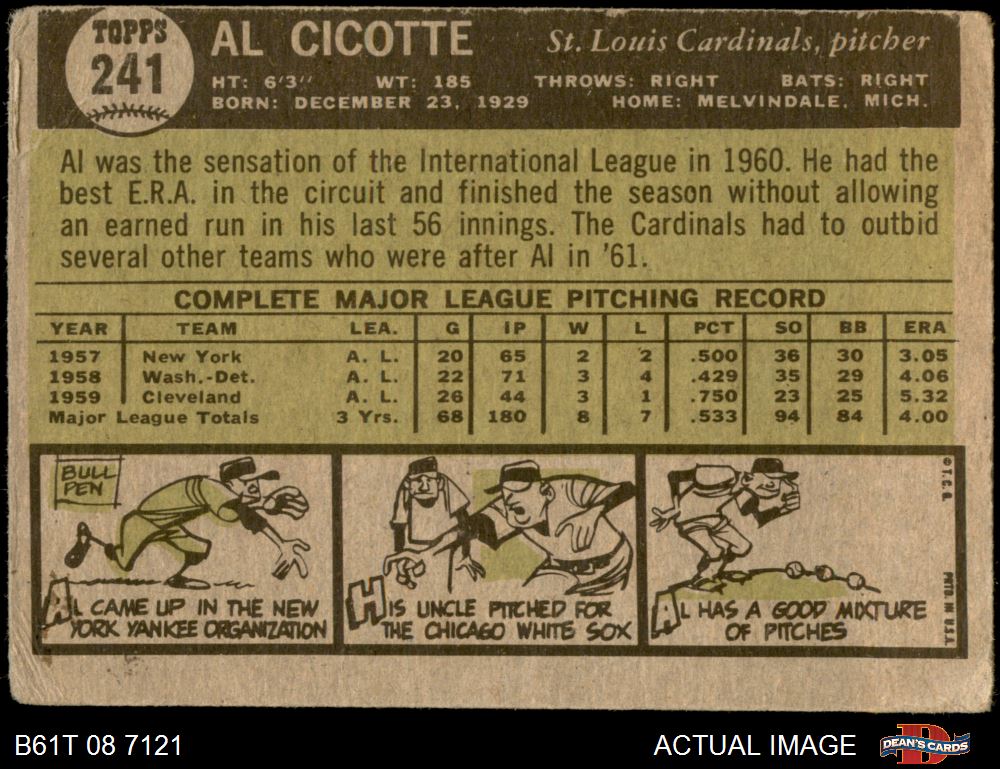 TOPPS
241
AL CICOTTE
St. Louis Cardinals, pitcher
HT: 6'3" WT: 185 THROWS: RIGHT BATS: RIGHT
BORN: DECEMBER 23, 1929 HOME: MELVINDALE, MICH.
Al was the sensation of the International League in 1960. He had the
best E.R.A. in the circuit and finished the season without allowing
an earned run in his last 56 innings. The Cardinals had to outbid
several other teams who were after Al in '61.
COMPLETE MAJOR LEAGUE PITCHING RECORD
YEAR TEAM LEA. G IP W L PCT SO BB ERA
1957 New York A. L. 20 65 2 2 .500 36 30 3.05
1958 Wash.-Det. A. L. 22 71 3 4 .429 35 29 4.06
1959 Cleveland A. L. 26 44 3 1 .750 23 25 5.32
Major League Totals 3 Yrs. 68 180 8 7 .533 94 84 4.00
BULL
PEN
AL CAME UP IN THE NEW
YORK YANKEE ORGANIZATION
HIS UNCLE PITCHED FOR
THE CHICAGO WHITE SOX
AL HAS A GOOD MIXTURE
OF PITCHES
© T. C. G.
PRTD. IN U.S.A.
B61T 08 7121
ACTUAL IMAGE
D
DEAN'S CARDS